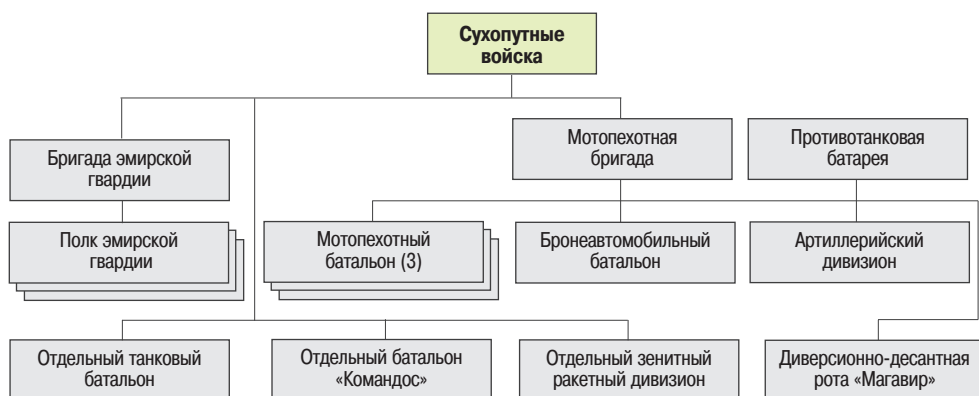 Сухопутные
войска
Бригада эмирской
гвардии
Мотопехотная
бригада
Противотанковая
батарея
Полк эмирской
гвардии
Мотопехотный
батальон (3)
Бронеавтомобильный
батальон
Артиллерийский
дивизион
Отдельный танковый
батальон
Отдельный батальон
«Командос»
Отдельный зенитный
ракетный дивизион
Диверсионно-десантная
рота «Магавир»